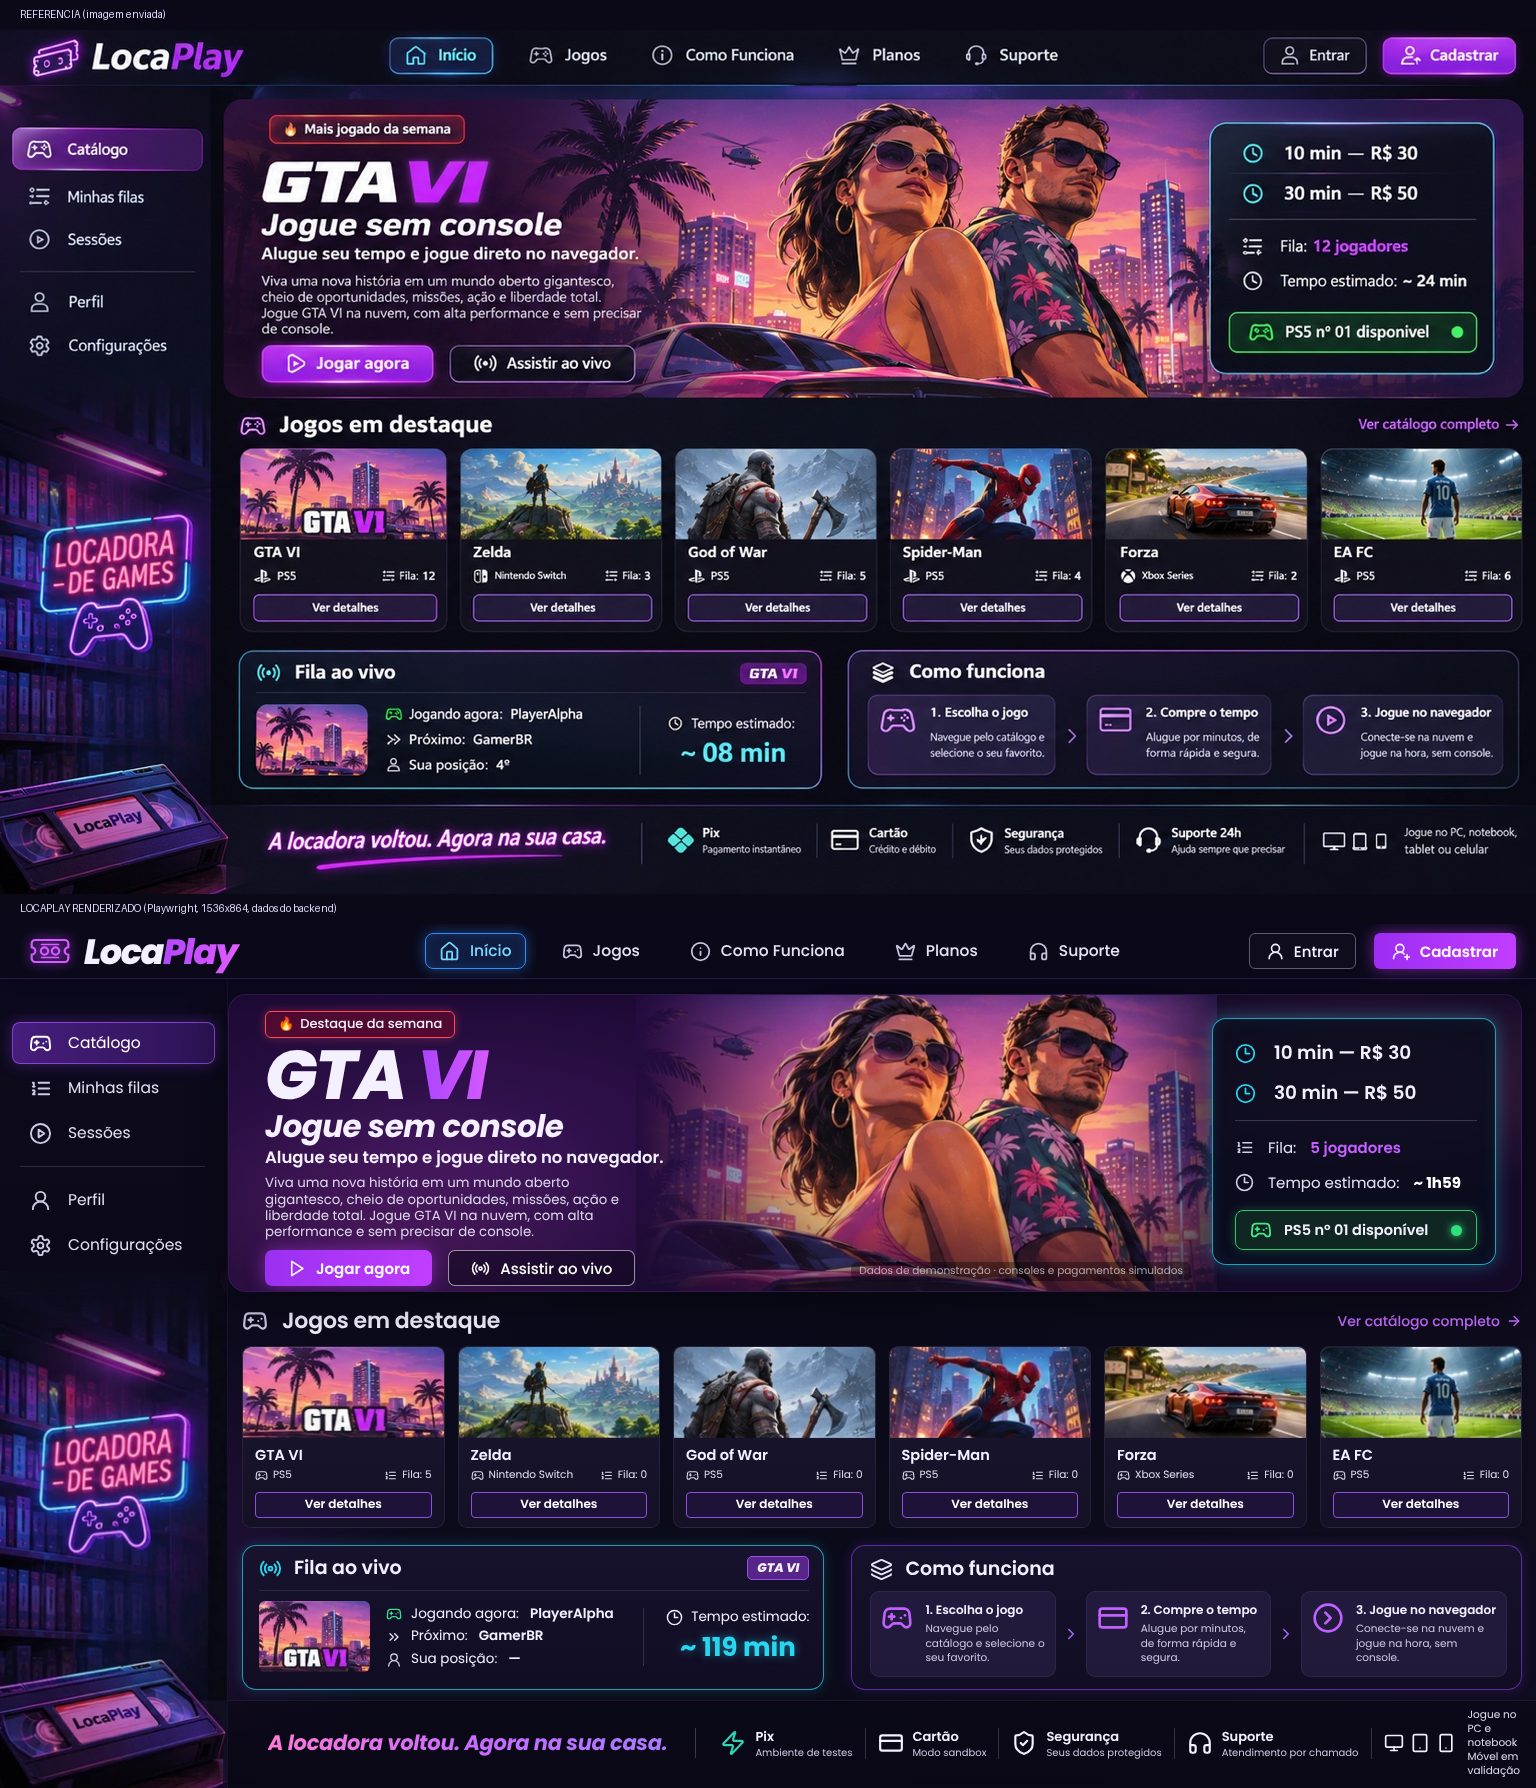 REFERENCIA (imagem enviada)
LocaPlay
Início
Jogos
Como Funciona
Planos
Suporte
Entrar
Cadastrar
Catálogo
Minhas filas
Sessões
Perfil
Configurações
LOCADORA
-DE GAMES
LocaPlay
🔥 Mais jogado da semana
GTA VI
Jogue sem console
Alugue seu tempo e jogue direto no navegador.
Viva uma nova história em um mundo aberto gigantesco,
cheio de oportunidades, missões, ação e liberdade total.
Jogue GTA VI na nuvem, com alta performance e sem precisar
de console.
Jogar agora
Assistir ao vivo
10 min — R$ 30
30 min — R$ 50
Fila: 12 jogadores
Tempo estimado: ~ 24 min
PS5 nº 01 disponivel
Jogos em destaque
Ver catálogo completo →
GTA VI
10
GTA VI
PS5
Fila: 12
Ver detalhes
Zelda
Nintendo Switch
Fila: 3
Ver detalhes
God of War
PS5
Fila: 5
Ver detalhes
Spider-Man
PS5
Fila: 4
Ver detalhes
Forza
Xbox Series
Fila: 2
Ver detalhes
EA FC
PS5
Fila: 6
Ver detalhes
Fila ao vivo
GTA VI
Jogando agora: PlayerAlpha
Próximo: GamerBR
Sua posição: 4º
Tempo estimado:
~ 08 min
Como funciona
1. Escolha o jogo
Navegue pelo catálogo e
selecione o seu favorito.
2. Compre o tempo
Alugue por minutos, de
forma rápida e segura.
3. Jogue no navegador
Conecte-se na nuvem e
jogue na hora, sem console.
A locadora voltou. Agora na sua casa.
Pix
Pagamento instantâneo
Cartão
Crédito e débito
Segurança
Seus dados protegidos
Suporte 24h
Ajuda sempre que precisar
Jogue no PC, notebook,
tablet ou celular
LOCAPLAY RENDERIZADO (Playwright, 1536x864, dados do backend)
LocaPlay
Início
Jogos
Como Funciona
Planos
Suporte
Entrar
Cadastrar
Catálogo
Minhas filas
Sessões
Perfil
Configurações
LOCADORA
-DE GAMES
LocaPlay
🔥 Destaque da semana
GTA VI
Jogue sem console
Alugue seu tempo e jogue direto no navegador.
Viva uma nova história em um mundo aberto
gigantesco, cheio de oportunidades, missões, ação e
liberdade total. Jogue GTA VI na nuvem, com alta
performance e sem precisar de console.
Jogar agora
Assistir ao vivo
Dados de demonstração · consoles e pagamentos simulados
10 min — R$ 30
30 min — R$ 50
Fila: 5 jogadores
Tempo estimado: ~ 1h59
PS5 nº 01 disponível
Jogos em destaque
Ver catálogo completo →
GTA VI
10
GTA VI
PS5
Fila: 5
Ver detalhes
Zelda
Nintendo Switch
Fila: 0
Ver detalhes
God of War
PS5
Fila: 0
Ver detalhes
Spider-Man
PS5
Fila: 0
Ver detalhes
Forza
Xbox Series
Fila: 0
Ver detalhes
EA FC
PS5
Fila: 0
Ver detalhes
Fila ao vivo
GTA VI
GTA VI
Jogando agora: PlayerAlpha
Próximo: GamerBR
Sua posição: —
Tempo estimado:
~ 119 min
Como funciona
1. Escolha o jogo
Navegue pelo
catálogo e selecione o
seu favorito.
2. Compre o tempo
Alugue por minutos,
de forma rápida e
segura.
3. Jogue no navegador
Conecte-se na nuvem e
jogue na hora, sem
console.
A locadora voltou. Agora na sua casa.
Pix
Ambiente de testes
Cartão
Modo sandbox
Segurança
Seus dados protegidos
Suporte
Atendimento por chamado
Jogue no
PC e
notebook
Móvel em
validação